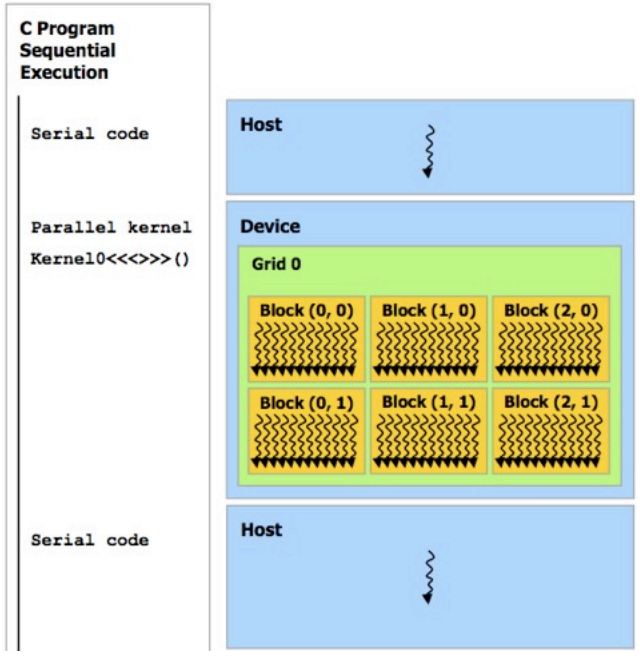 C Program
Sequential
Execution
Serial code
Host
Parallel kernel
Kernel0<<<>>>()
Device
Grid 0
Block (0, 0)
Block (1, 0)
Block (2, 0)
Block (0, 1)
Block (1, 1)
Block (2, 1)
Serial code
Host